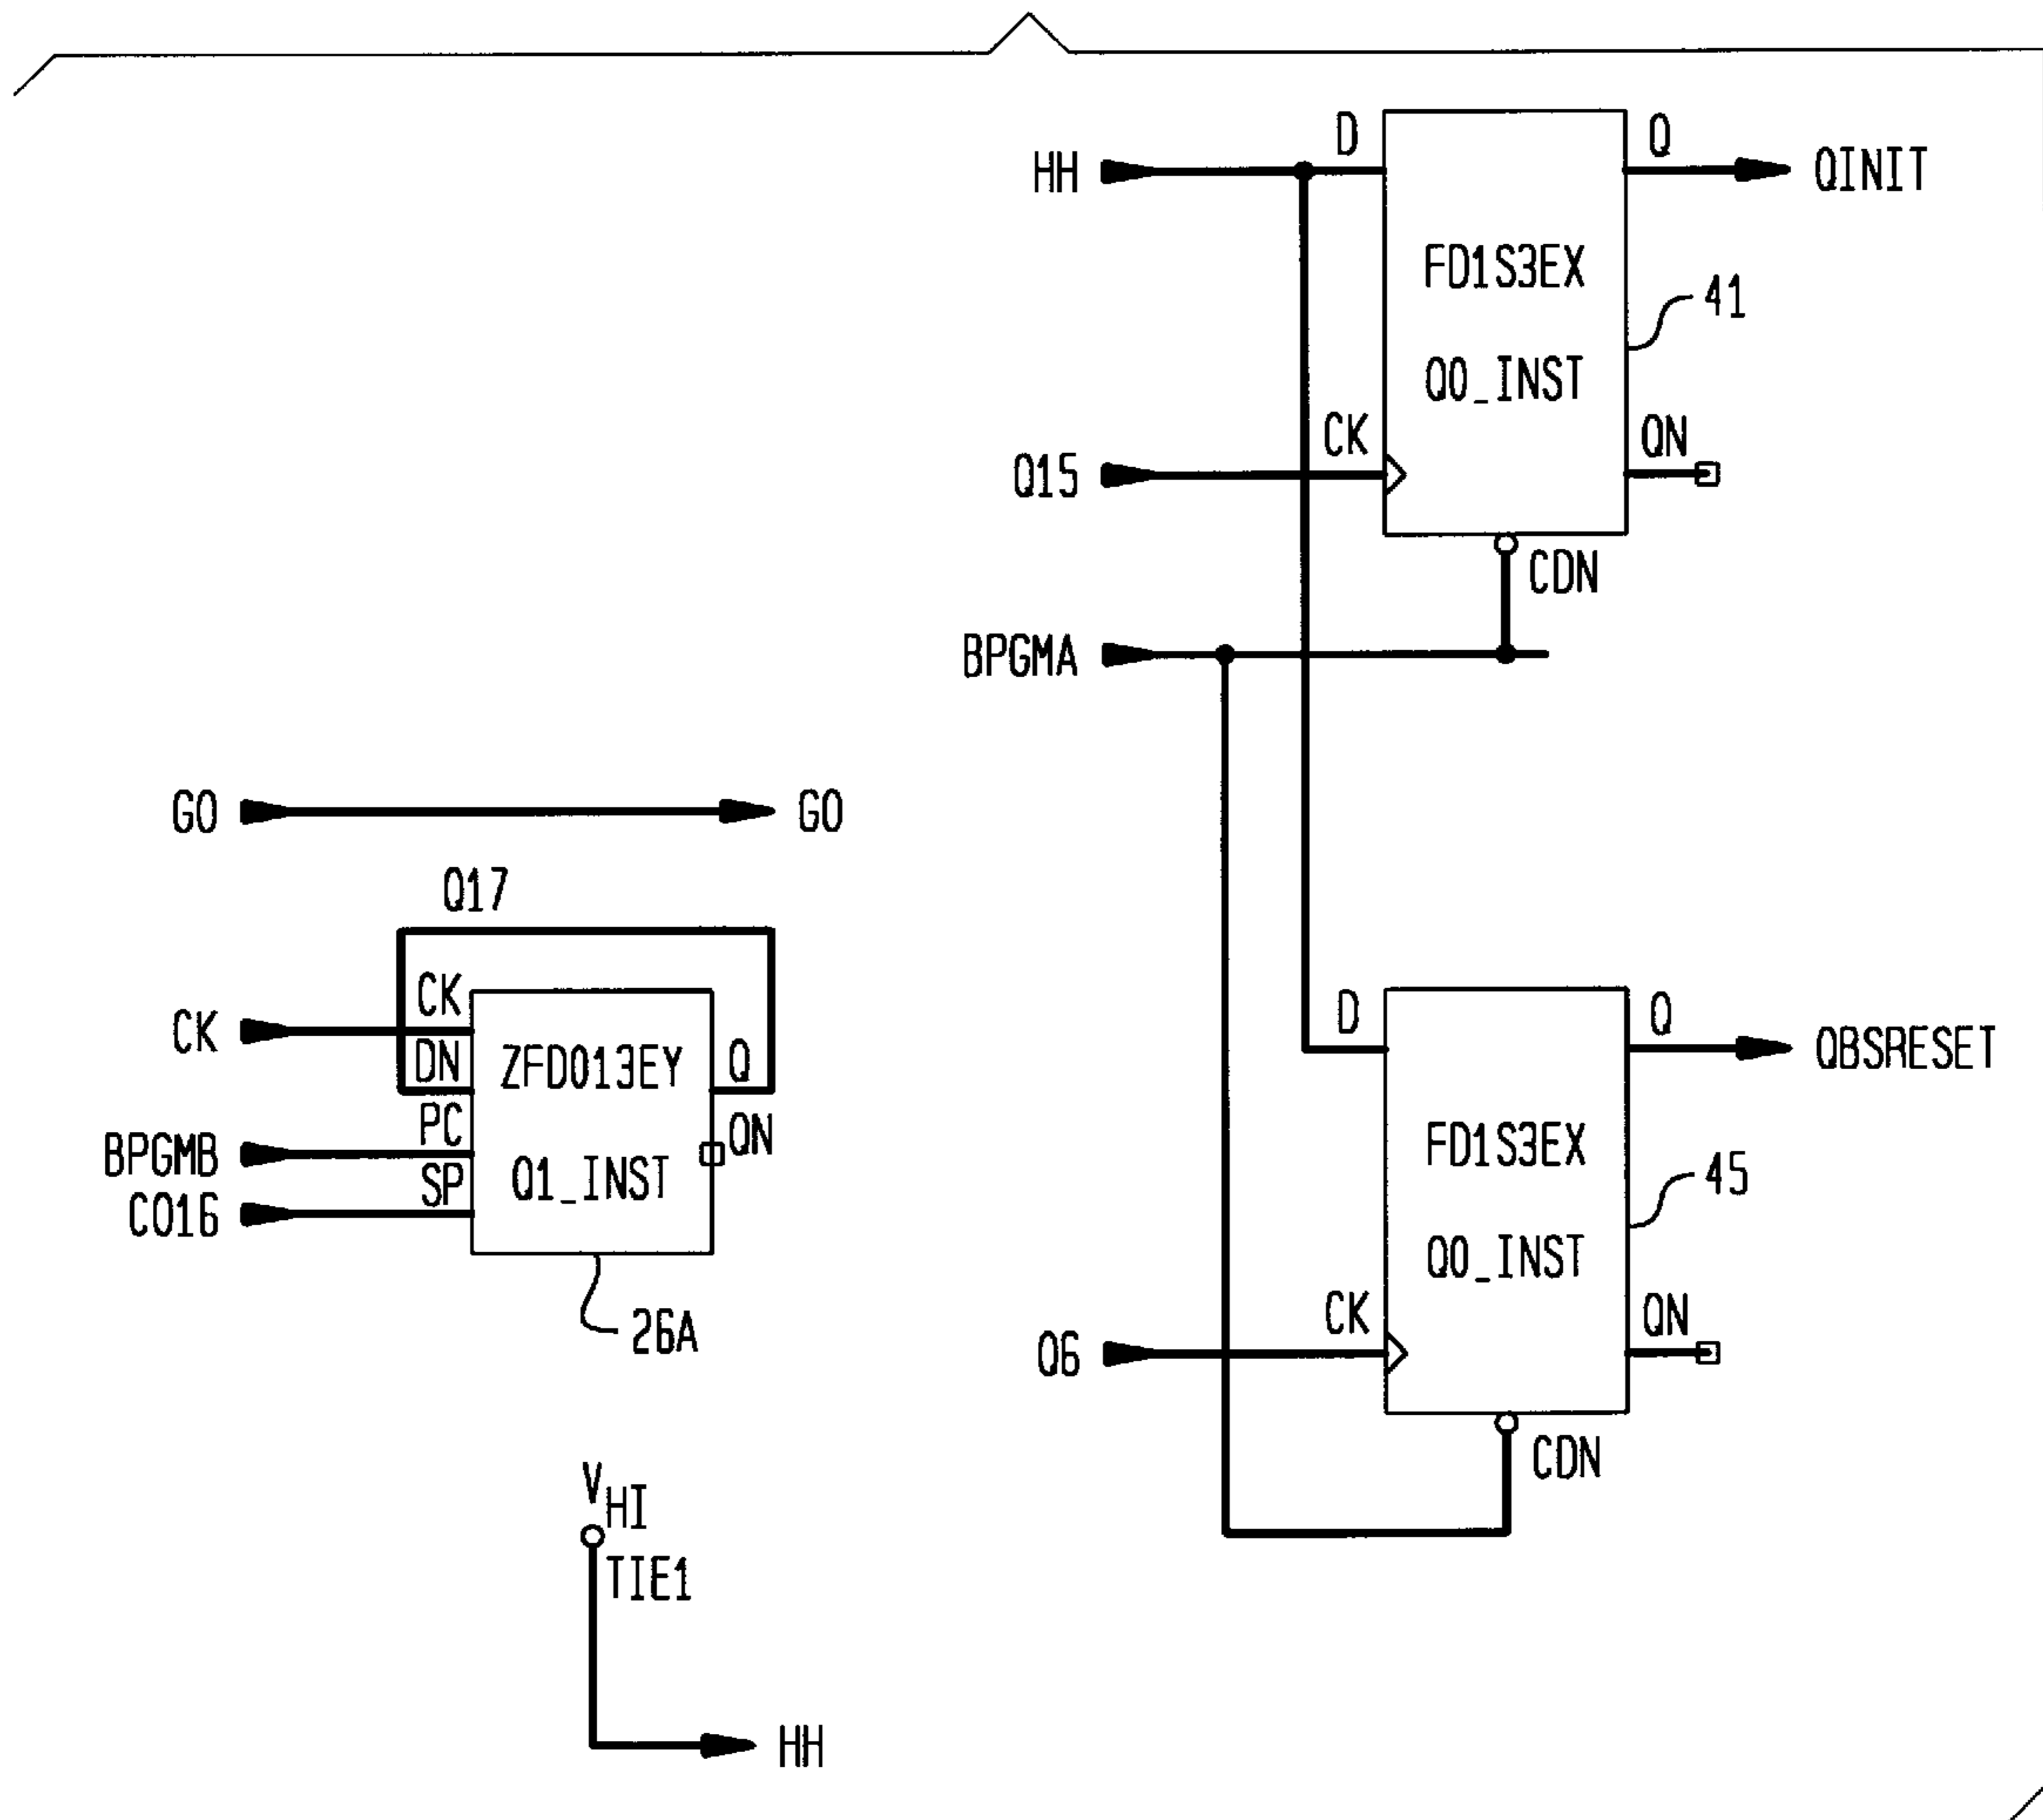 D
Q
HH
QINIT
FD1S3EX
41
Q0_INST
CK
QN
Q15
CDN
BPGMA
GO
GO
Q17
CK
CK
DN
ZFD013EY
Q
PC
QN
BPGMB
SP
Q1_INST
CO16
26A
D
Q
QBSRESET
FD1S3EX
45
Q0_INST
CK
QN
Q6
CDN
VHI
TIE1
HH